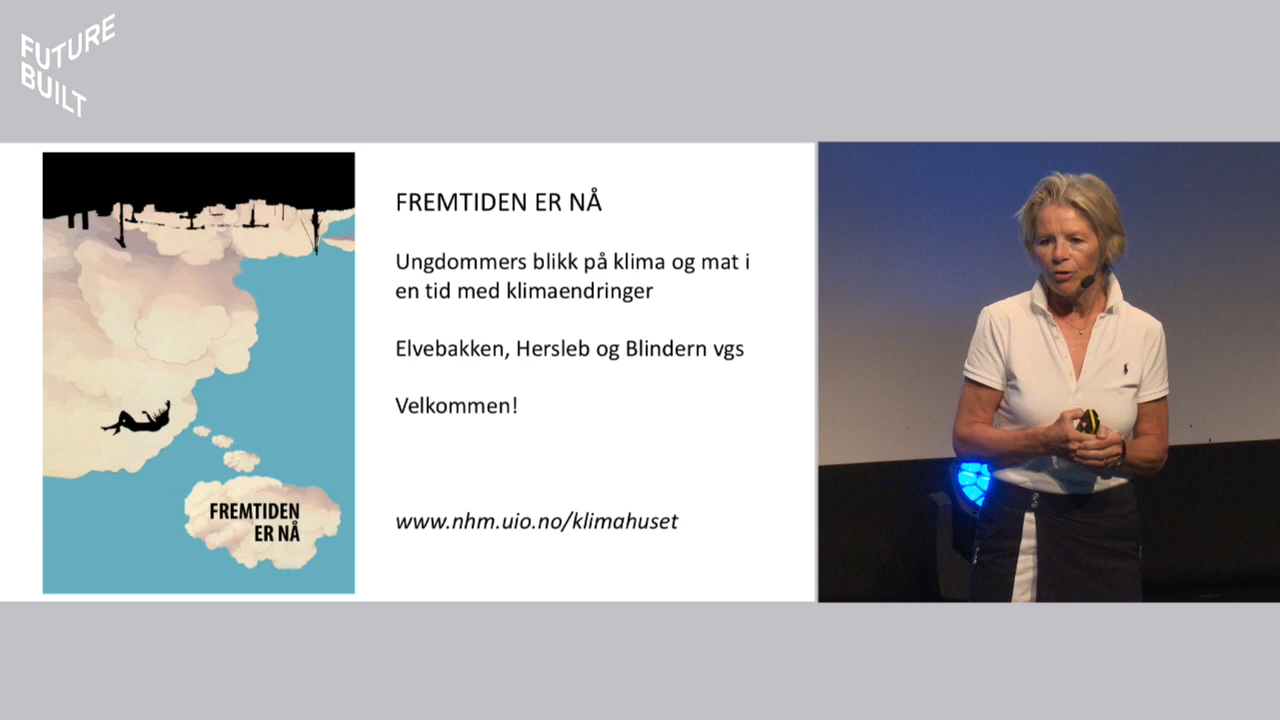 FUTURE
BUILT
FREMTIDEN ER NÅ
Ungdommers blikk på klima og mat i
en tid med klimaendringer
Elvebakken, Hersleb og Blindern vgs
Velkommen!
www.nhm.uio.no/klimahuset
FREMTIDEN
ER NÅ